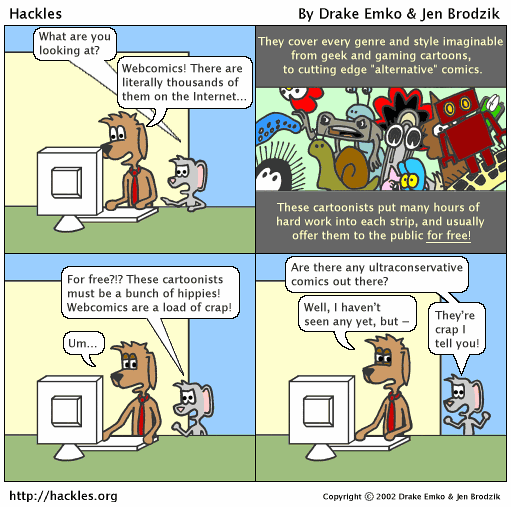 Hackles
By Drake Emko & Jen Brodzik
What are you
looking at?
Webcomics! There are
literally thousands of
them on the Internet...
They cover every genre and style imaginable
from geek and gaming cartoons,
to cutting edge "alternative" comics.
These cartoonists put many hours of
hard work into each strip, and usually
offer them to the public for free!
For free?!? These cartoonists
must be a bunch of hippies!
Webcomics are a load of crap!
Um...
Are there any ultraconservative
comics out there?
Well, I haven't
seen any yet, but –
They're
crap I
tell you!
http://hackles.org
Copyright © 2002 Drake Emko & Jen Brodzik